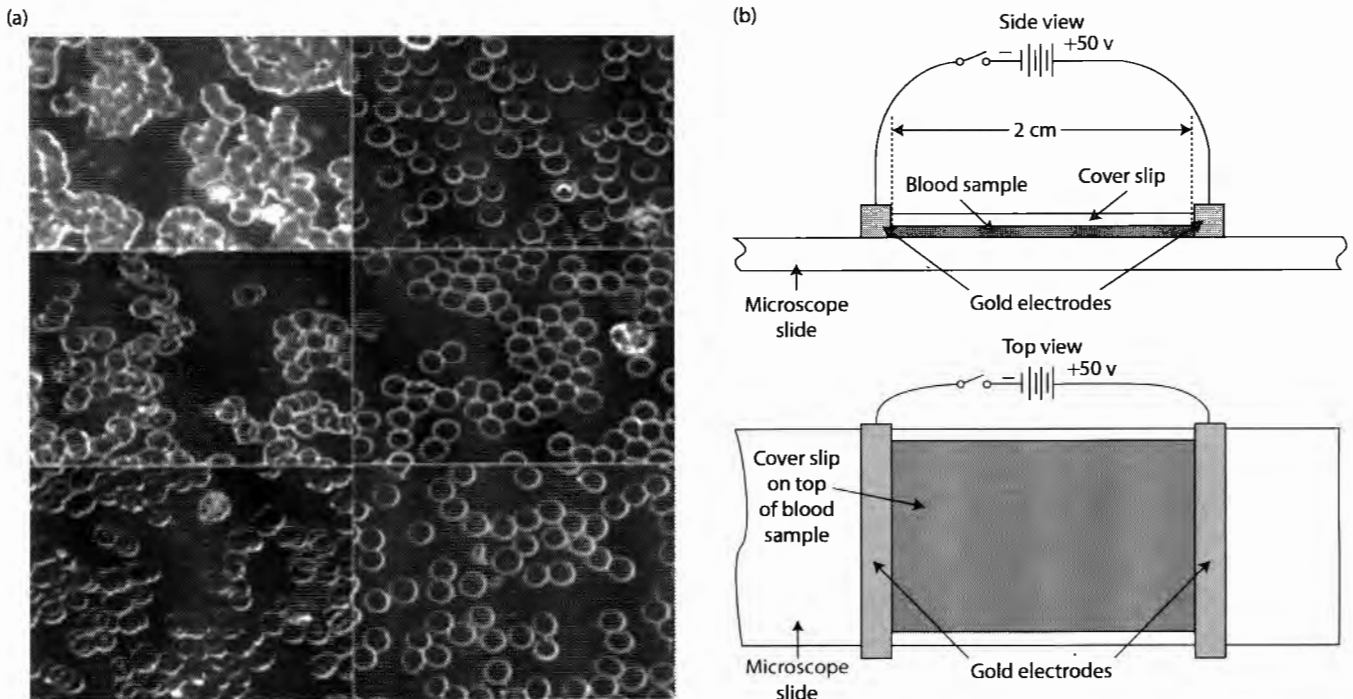 (a)
(b)
Side view
− +50 v
2 cm
Blood sample
Cover slip
Microscope
slide
Gold electrodes
Top view
− +50 v
Cover slip
on top
of blood
sample
Microscope
slide
Gold electrodes